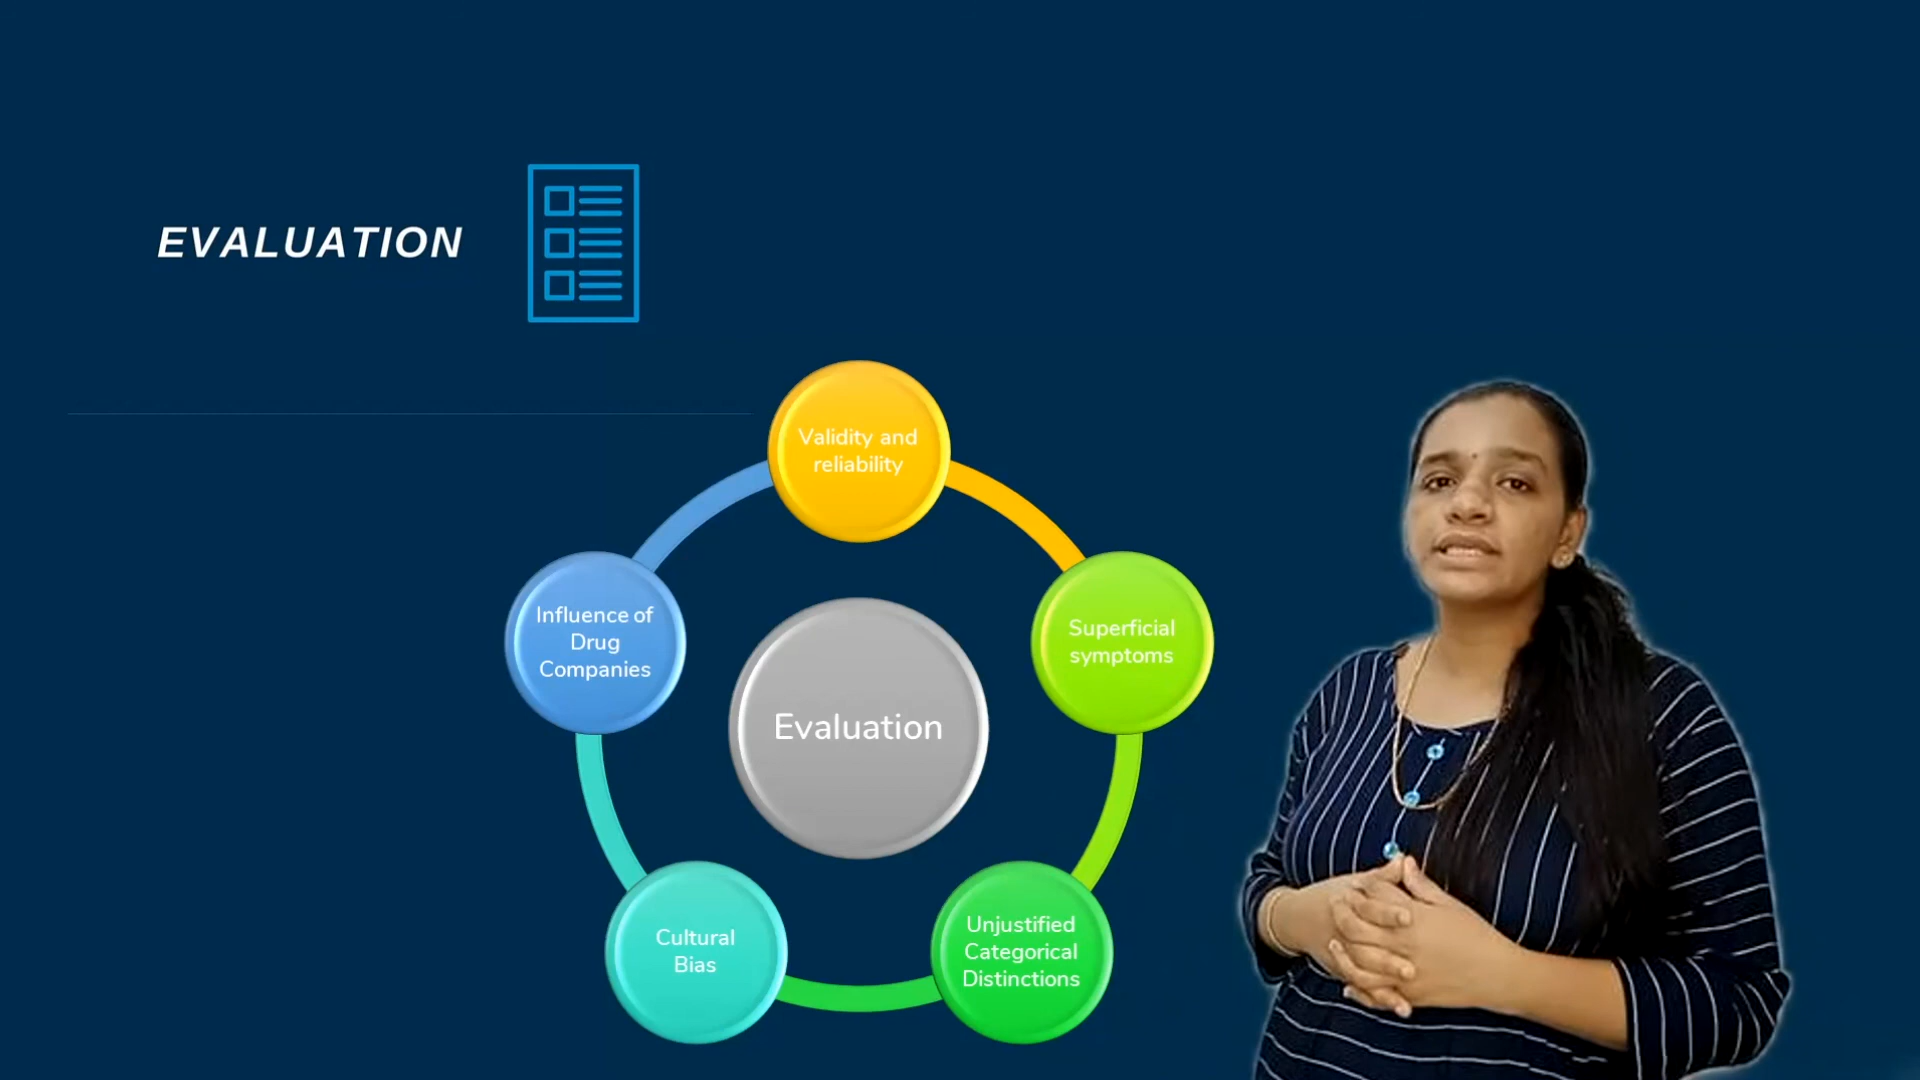 EVALUATION
Validity and
reliability
Influence of
Drug
Companies
Superficial
symptoms
Evaluation
Cultural
Bias
Unjustified
Categorical
Distinctions